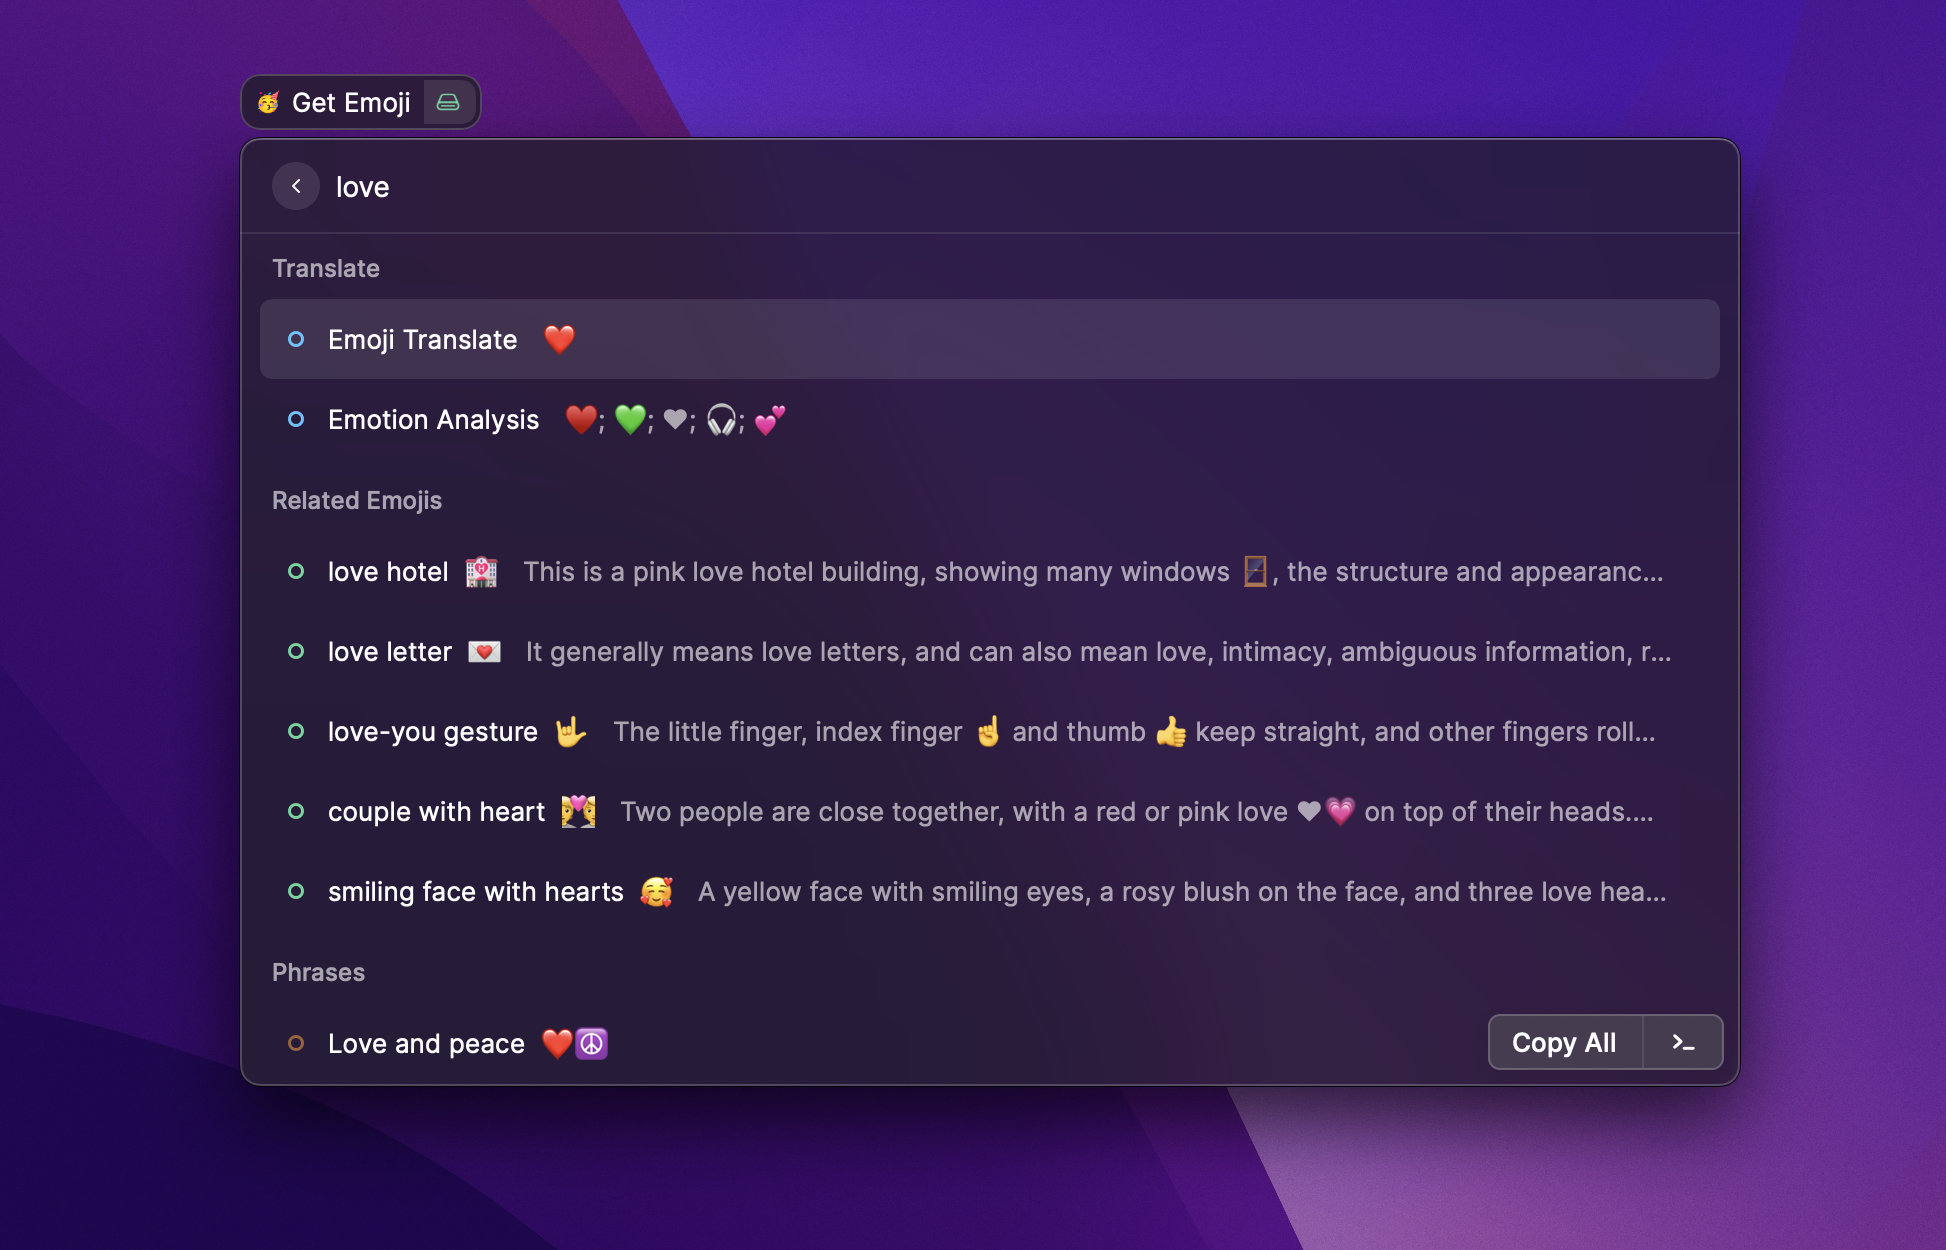 🥳 Get Emoji
love
Translate
Emoji Translate ❤️
Emotion Analysis ❤️; 💚; ♥; 🎧; 💕
Related Emojis
love hotel 🏩 This is a pink love hotel building, showing many windows 🪟, the structure and appearanc...
love letter 💌 It generally means love letters, and can also mean love, intimacy, ambiguous information, r...
love-you gesture 🤟 The little finger, index finger ☝️ and thumb 👍 keep straight, and other fingers roll...
couple with heart 👩‍❤️‍👩 Two people are close together, with a red or pink love ♥💗 on top of their heads....
smiling face with hearts 🥰 A yellow face with smiling eyes, a rosy blush on the face, and three love hea...
Phrases
Love and peace ❤️☮️
Copy All >_